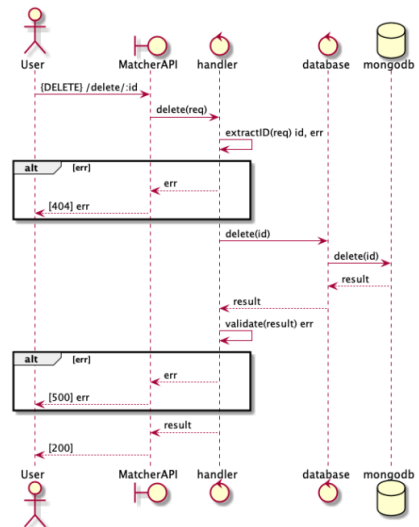 User MatcherAPI handler database mongodb
{DELETE} /delete/:id
delete(req)
extractID(req) id, err
alt [err]
err
[404] err
delete(id)
delete(id)
result
result
validate(result) err
alt [err]
err
[500] err
result
[200]
User MatcherAPI handler database mongodb